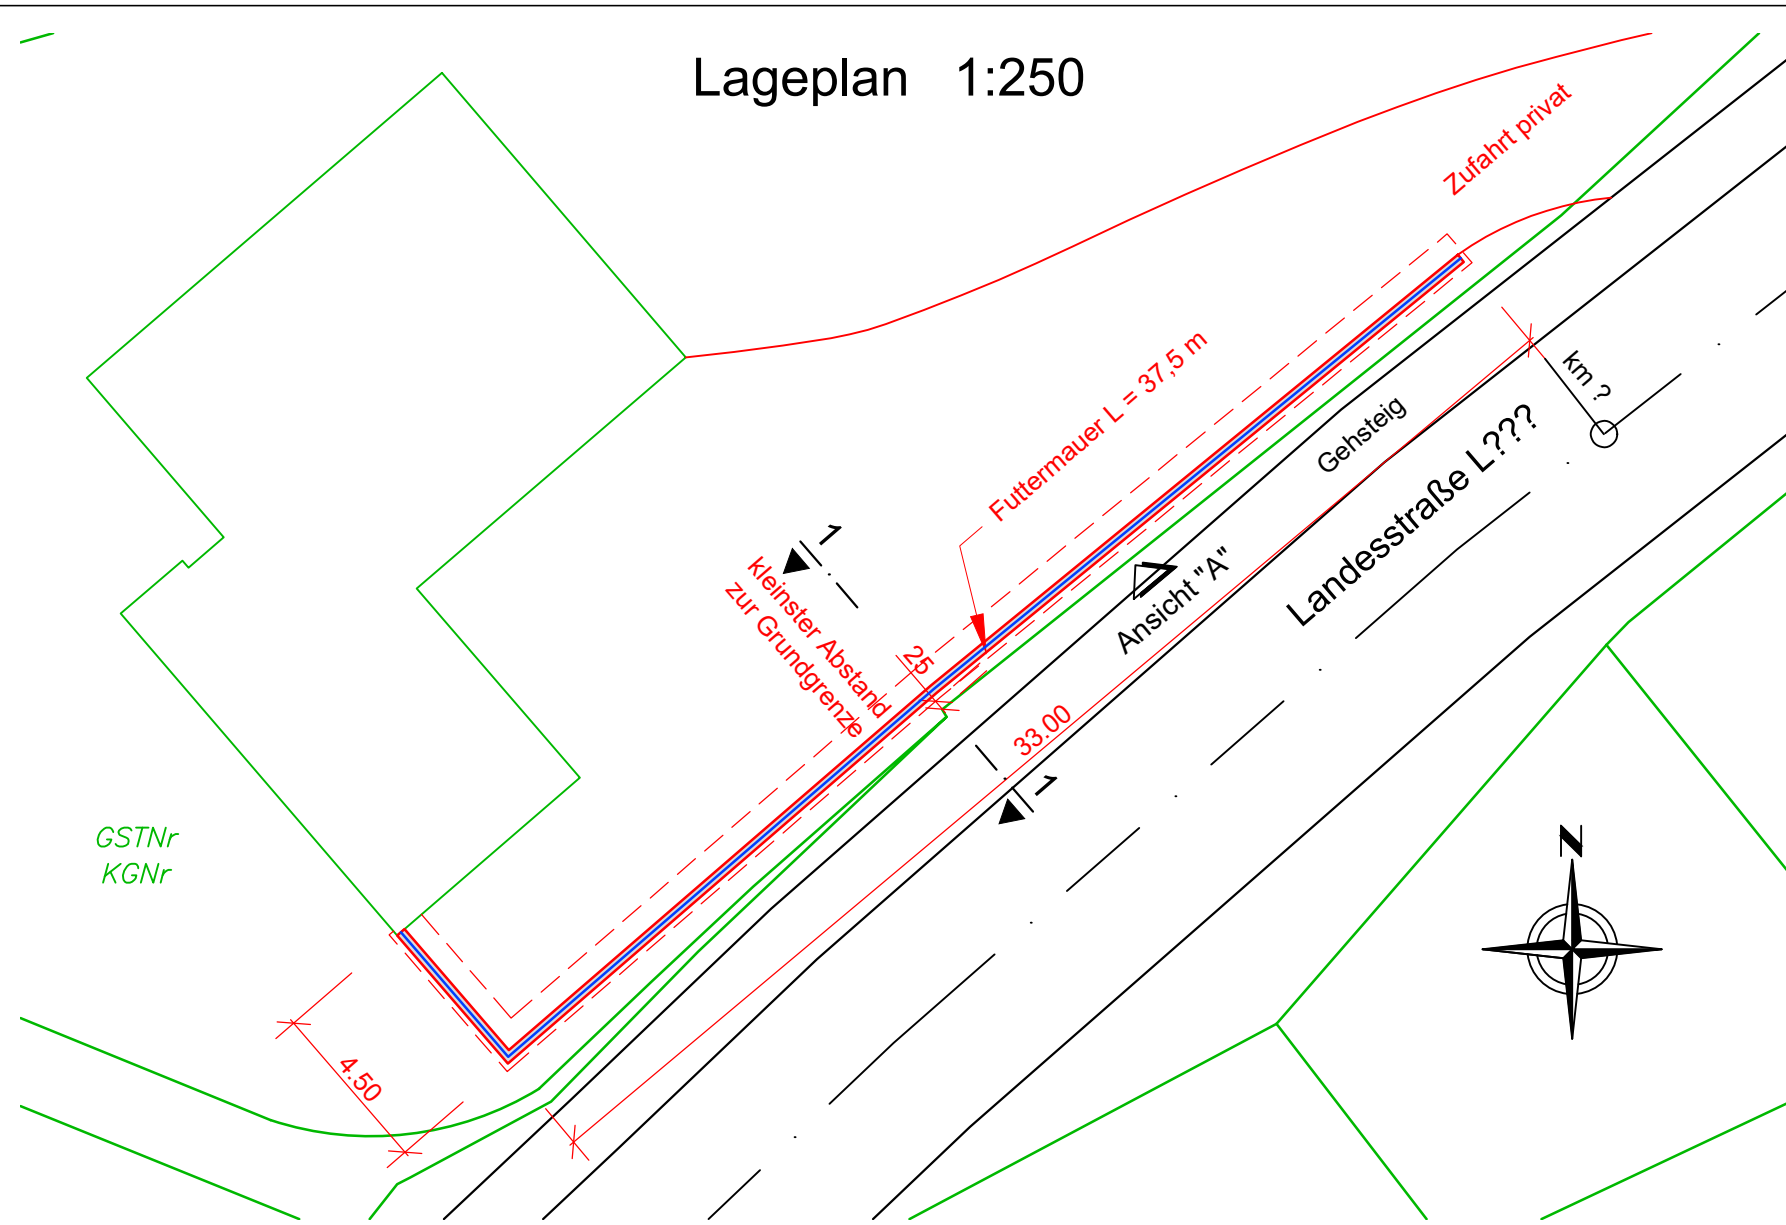 Lageplan 1:250
Zufahrt privat
Futtermauer L = 37,5 m
km ?
Gehsteig
Landesstraße L???
1
kleinster Abstand
zur Grundgrenze
25
Ansicht "A"
33.00
1
GSTNr
KGNr
N
4.50